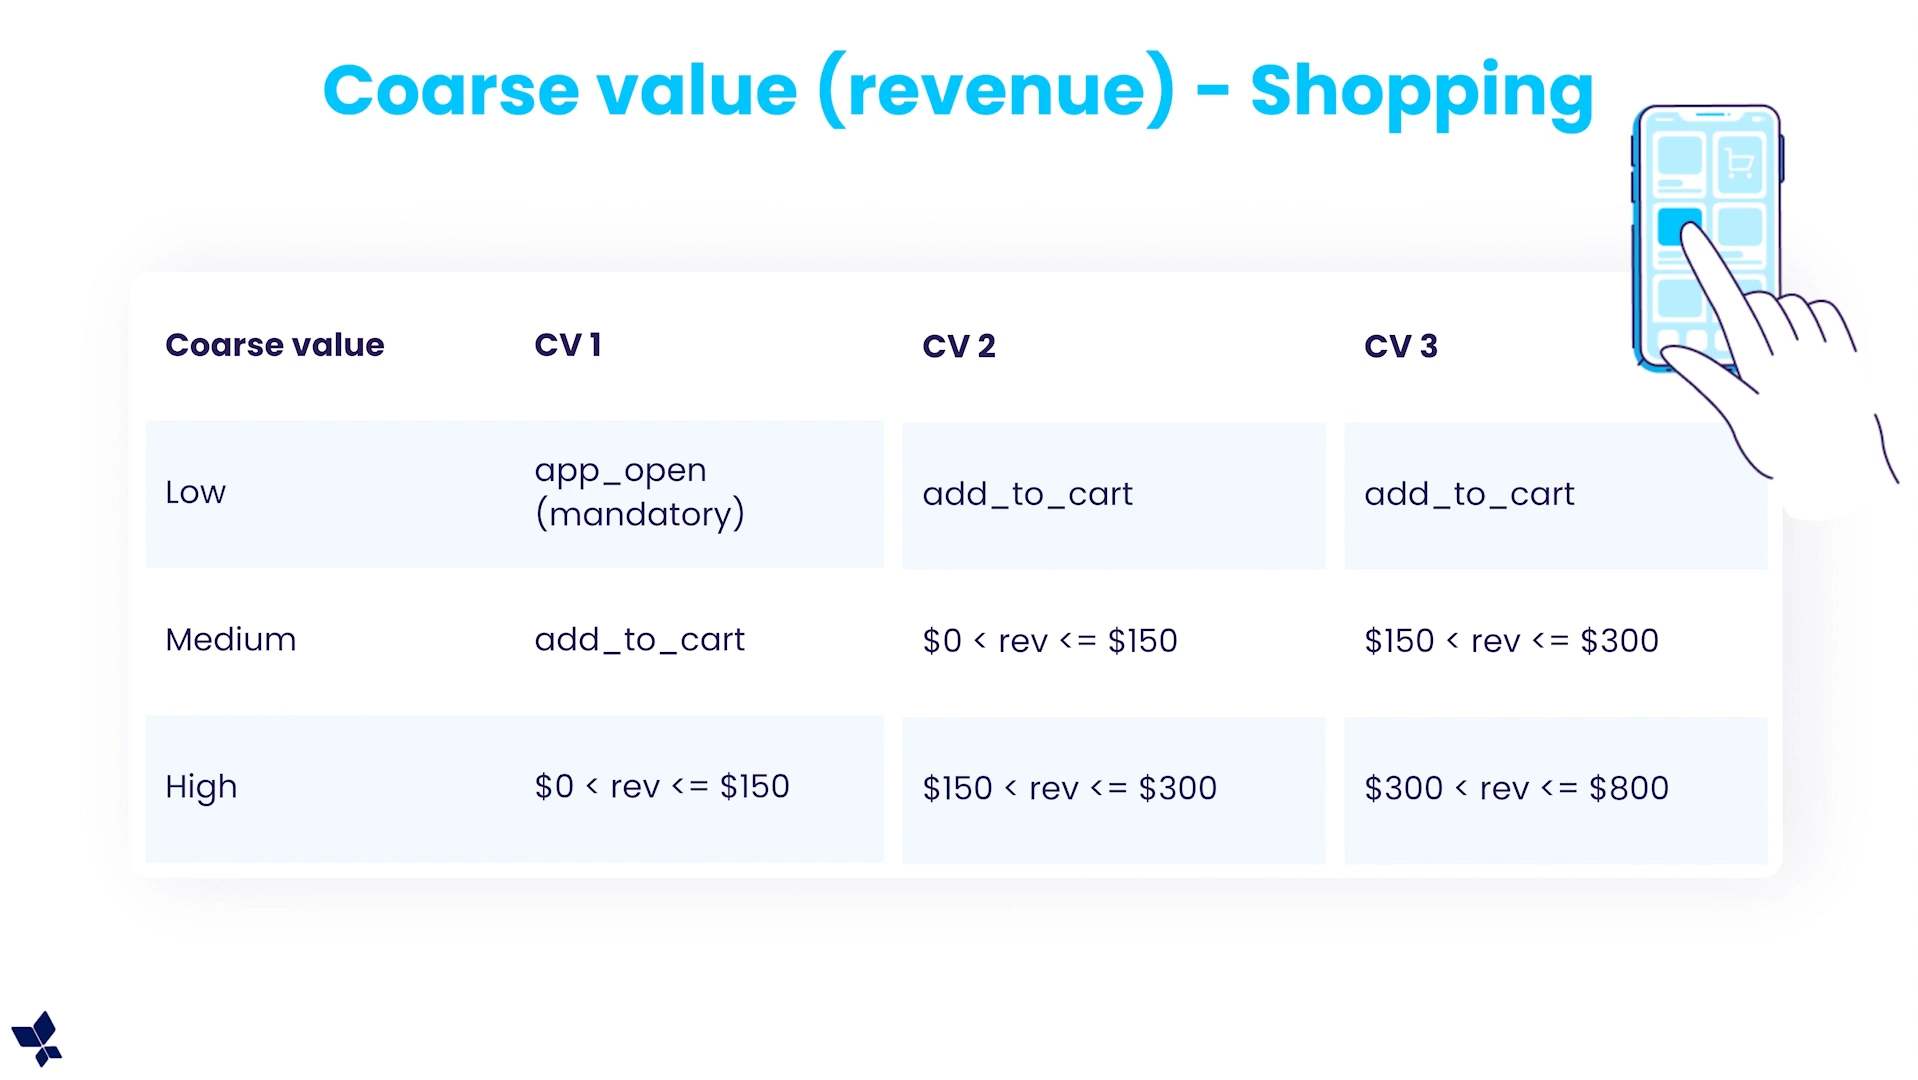 Coarse value (revenue) - Shopping
Coarse value CV 1 CV 2 CV 3
Low app_open (mandatory) add_to_cart add_to_cart
Medium add_to_cart $0 < rev <= $150 $150 < rev <= $300
High $0 < rev <= $150 $150 < rev <= $300 $300 < rev <= $800